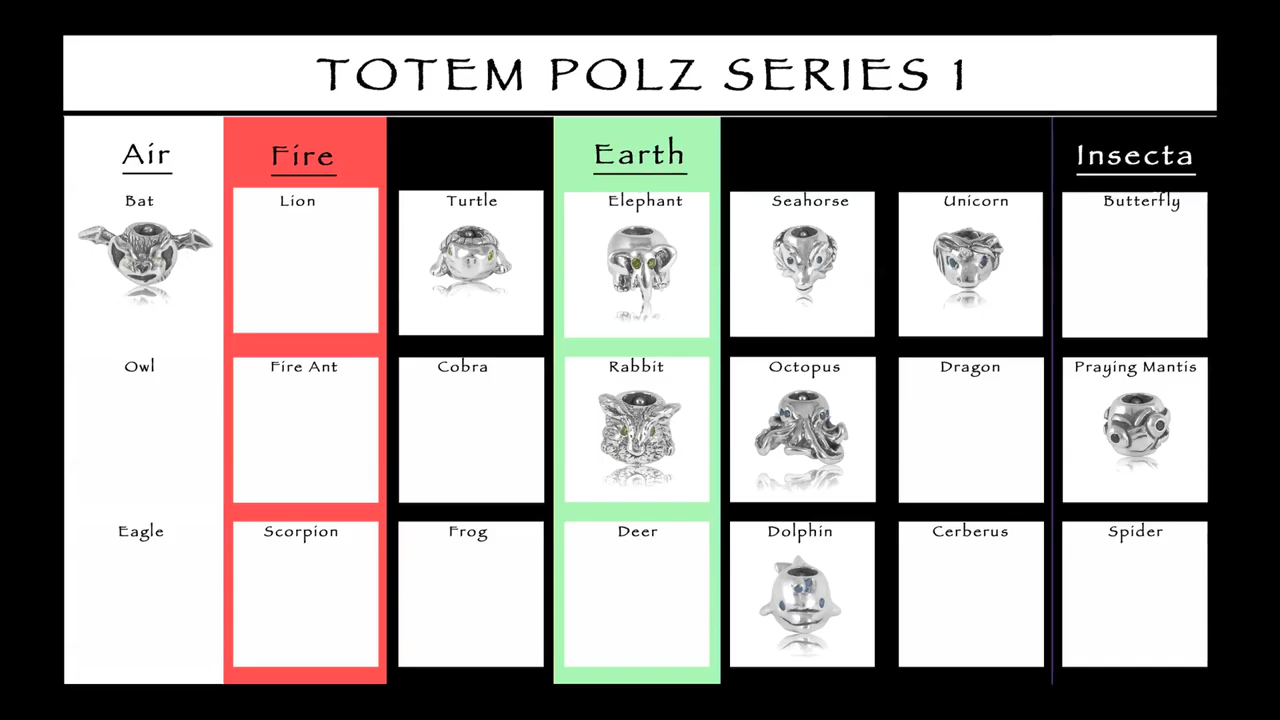 TOTEM POLZ SERIES 1
Air Fire Earth Insecta
Bat Lion Turtle Elephant Seahorse Unicorn Butterfly
Owl Fire Ant Cobra Rabbit Octopus Dragon Praying Mantis
Eagle Scorpion Frog Deer Dolphin Cerberus Spider